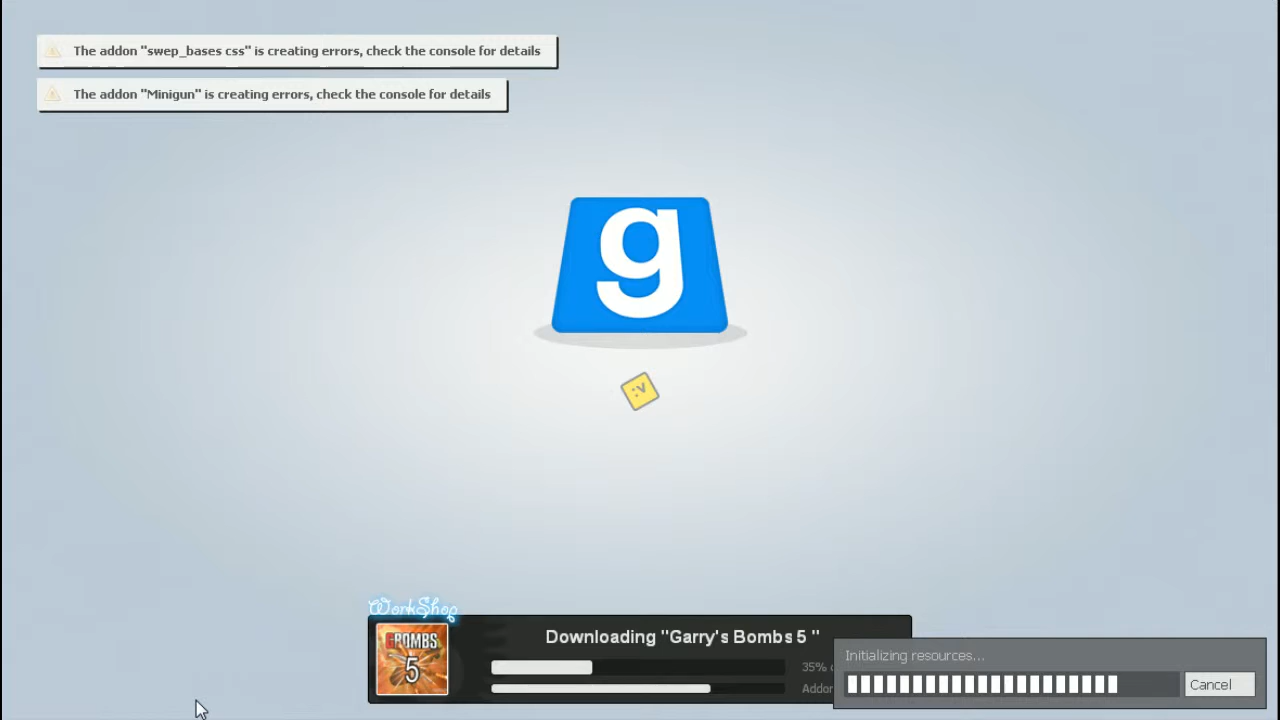 The addon "swep_bases css" is creating errors, check the console for details
The addon "Minigun" is creating errors, check the console for details
g
:v
WorkShop
GBOMBS
5
Downloading "Garry's Bombs 5 "
35%
Initializing resources...
Cancel